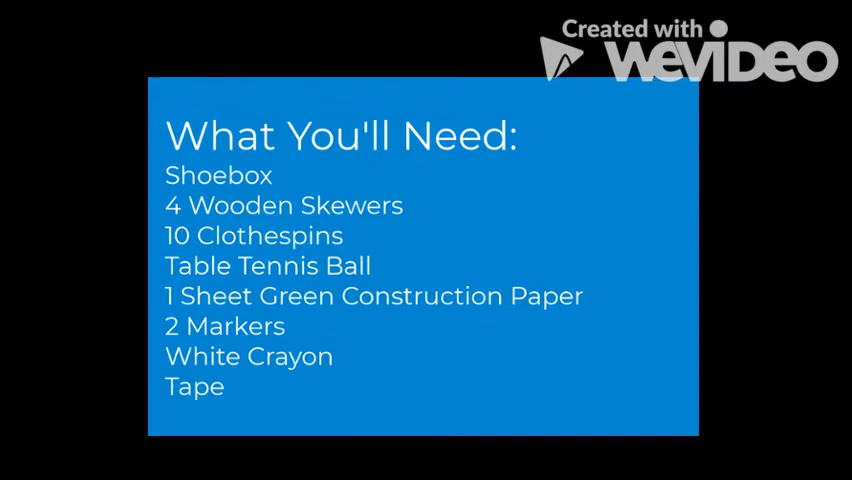 Created with
WEVIDEO
What You'll Need:
Shoebox
4 Wooden Skewers
10 Clothespins
Table Tennis Ball
1 Sheet Green Construction Paper
2 Markers
White Crayon
Tape